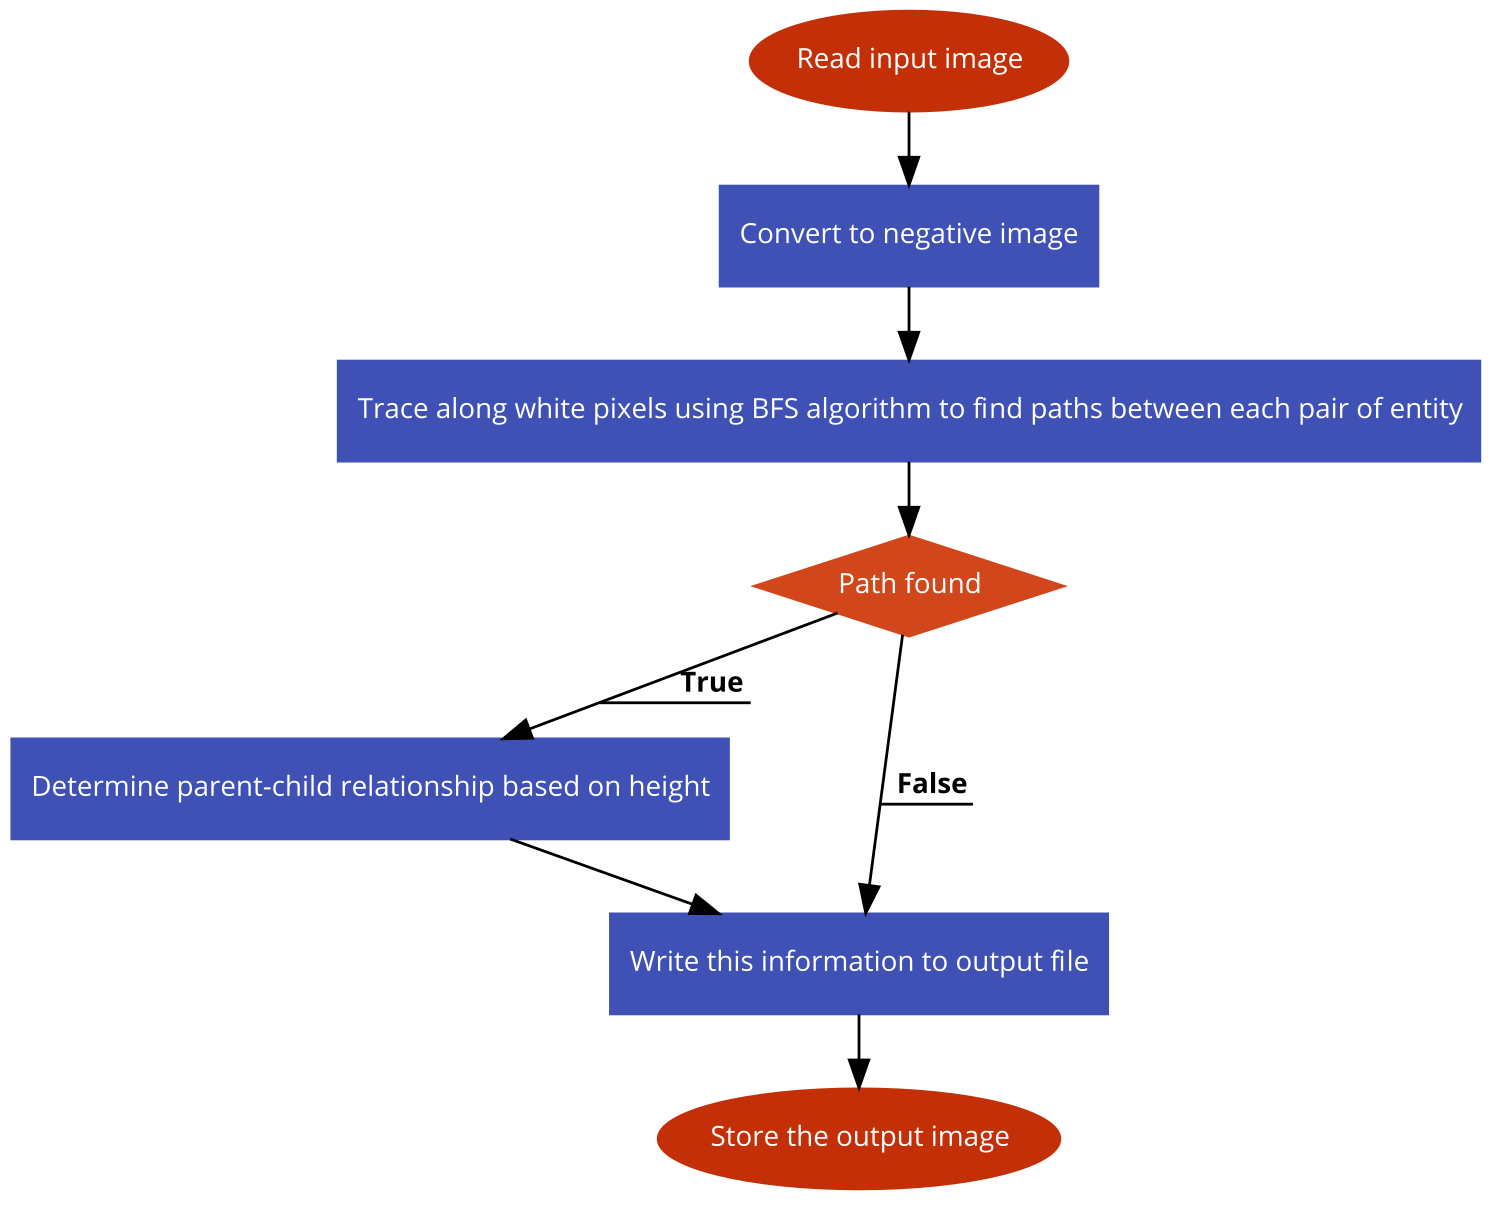 Read input image
Convert to negative image
Trace along white pixels using BFS algorithm to find paths between each pair of entity
Path found
True
Determine parent-child relationship based on height
False
Write this information to output file
Store the output image